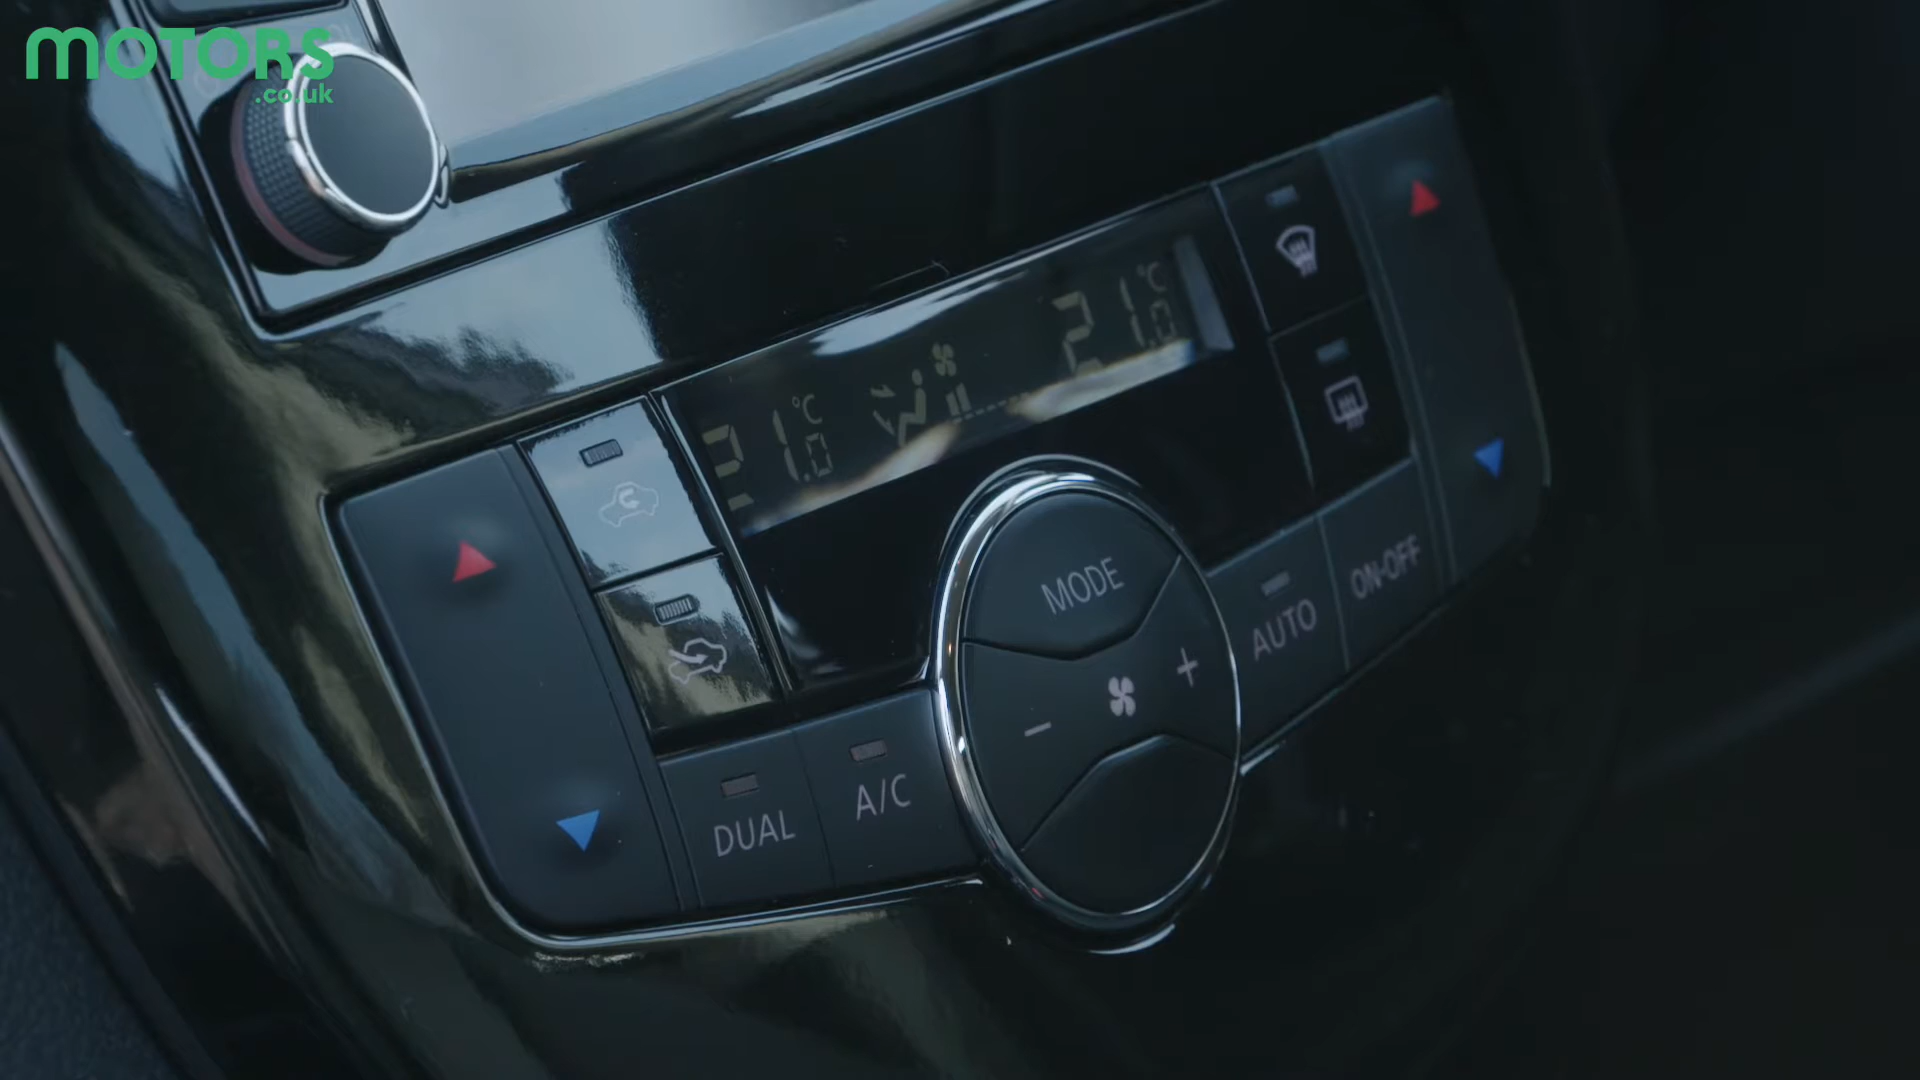 MOTORS
.co.uk
21.0°C
21.0°C
MODE
AUTO
ON-OFF
DUAL
A/C